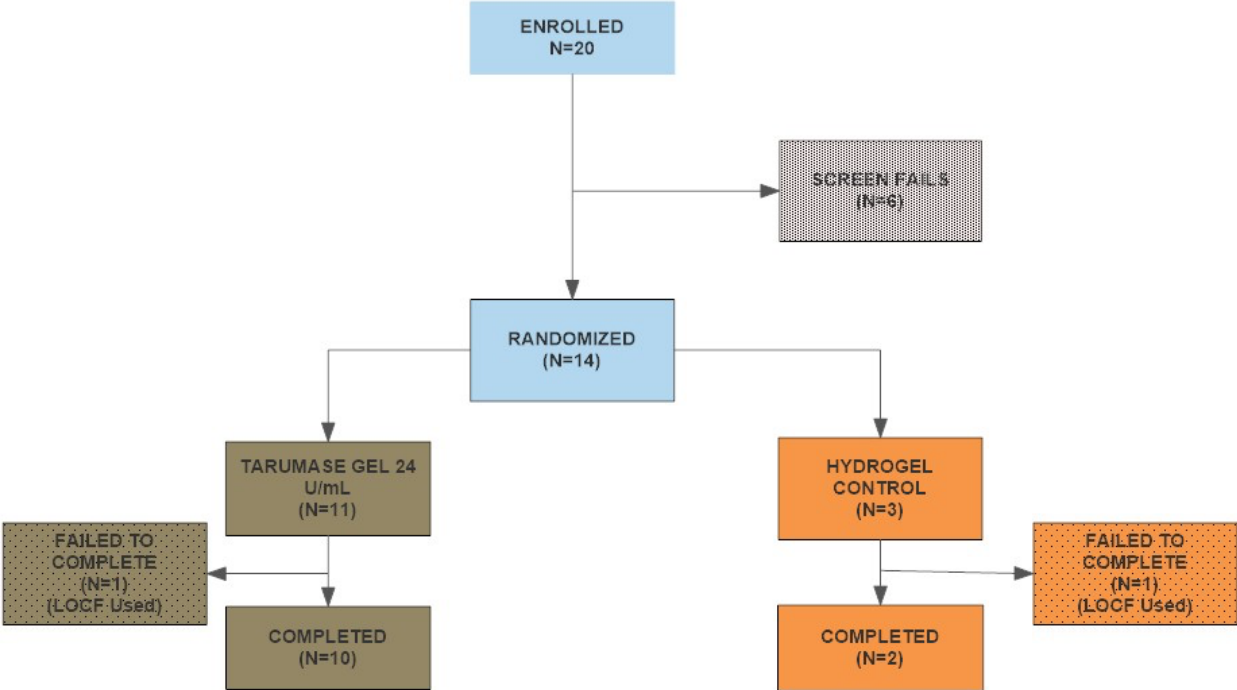 ENROLLED
N=20
SCREEN FAILS
(N=6)
RANDOMIZED
(N=14)
TARUMASE GEL 24
U/mL
(N=11)
HYDROGEL
CONTROL
(N=3)
FAILED TO
COMPLETE
(N=1)
(LOCF Used)
COMPLETED
(N=10)
COMPLETED
(N=2)
FAILED TO
COMPLETE
(N=1)
(LOCF Used)